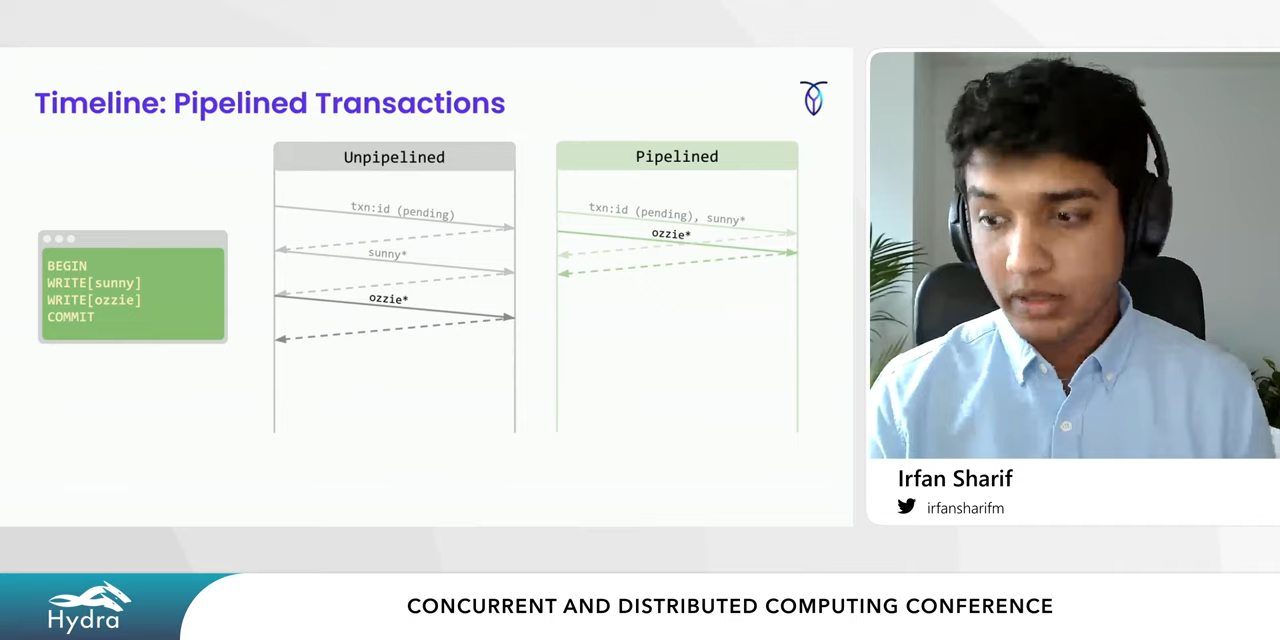 Timeline: Pipelined Transactions
Unpipelined
Pipelined
txn:id (pending)
txn:id (pending), sunny*
ozzie*
sunny*
ozzie*
BEGIN
WRITE[sunny]
WRITE[ozzie]
COMMIT
Irfan Sharif
irfansharifm
Hydra
CONCURRENT AND DISTRIBUTED COMPUTING CONFERENCE